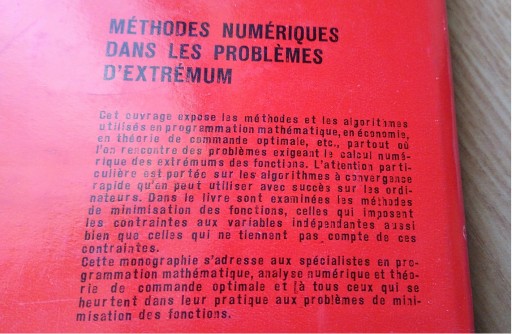 MÉTHODES NUMÉRIQUES
DANS LES PROBLÈMES
D'EXTRÉMUM
Cet ouvrage expose les méthodes et les algorithmes
utilisés en programmation mathématique, en économie,
en théorie de commande optimale, etc., partout où
l'on rencontre des problèmes exigeant le calcul numé-
rique des extrémums des fonctions. L'attention parti-
culière est portée sur les algorithmes à convergence
rapide qu'on peut utiliser avec succès sur les ordi-
nateurs. Dans le livre sont examinées les méthodes
de minimisation des fonctions, celles qui imposent
les contraintes aux variables indépendantes aussi
bien que celles qui ne tiennent pas compte de ces
contraintes.
Cette monographie s'adresse aux spécialistes en pro-
grammation mathématique, analyse numérique et théo-
rie de commande optimale et à tous ceux qui se
heurtent dans leur pratique aux problèmes de mini-
misation des fonctions.